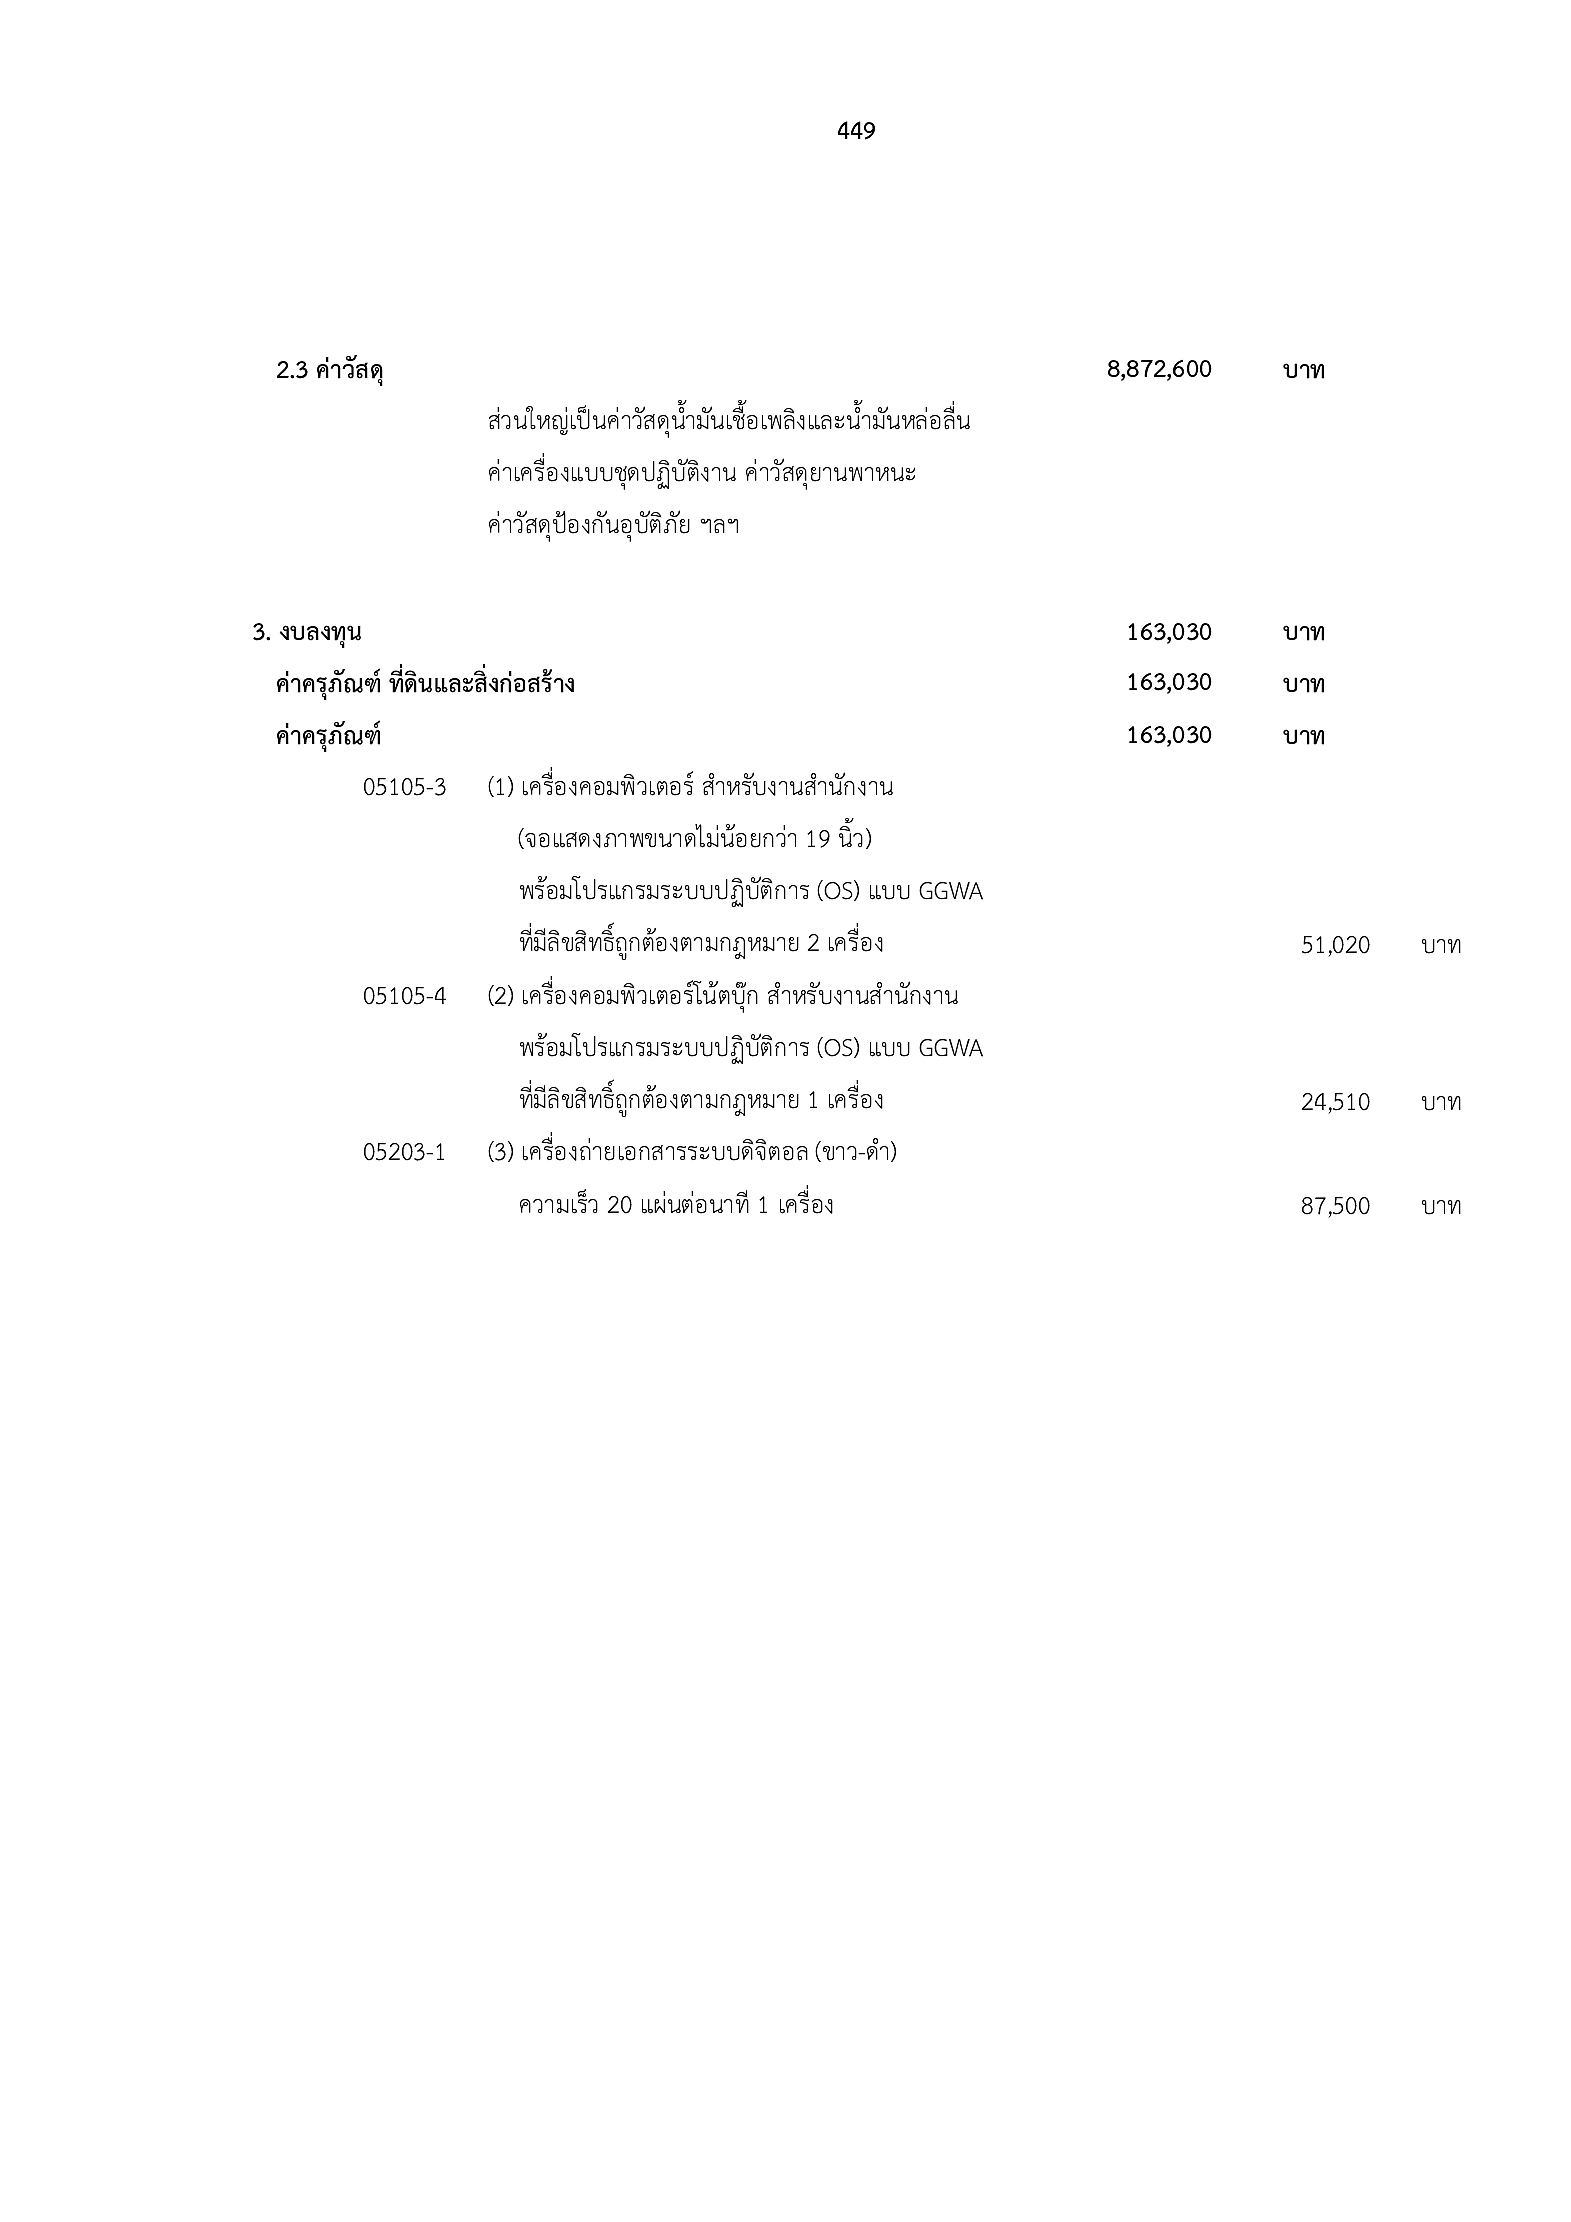 449
2.3 ค่าวัสดุ 8,872,600 บาท
ส่วนใหญ่เป็นค่าวัสดุน้ำมันเชื้อเพลิงและน้ำมันหล่อลื่น
ค่าเครื่องแบบชุดปฏิบัติงาน ค่าวัสดุยานพาหนะ
ค่าวัสดุป้องกันอุบัติภัย ฯลฯ
3. งบลงทุน 163,030 บาท
ค่าครุภัณฑ์ ที่ดินและสิ่งก่อสร้าง 163,030 บาท
ค่าครุภัณฑ์ 163,030 บาท
05105-3 (1) เครื่องคอมพิวเตอร์ สำหรับงานสำนักงาน
(จอแสดงภาพขนาดไม่น้อยกว่า 19 นิ้ว)
พร้อมโปรแกรมระบบปฏิบัติการ (OS) แบบ GGWA
ที่มีลิขสิทธิ์ถูกต้องตามกฎหมาย 2 เครื่อง 51,020 บาท
05105-4 (2) เครื่องคอมพิวเตอร์โน้ตบุ๊ก สำหรับงานสำนักงาน
พร้อมโปรแกรมระบบปฏิบัติการ (OS) แบบ GGWA
ที่มีลิขสิทธิ์ถูกต้องตามกฎหมาย 1 เครื่อง 24,510 บาท
05203-1 (3) เครื่องถ่ายเอกสารระบบดิจิตอล (ขาว-ดำ)
ความเร็ว 20 แผ่นต่อนาที 1 เครื่อง 87,500 บาท